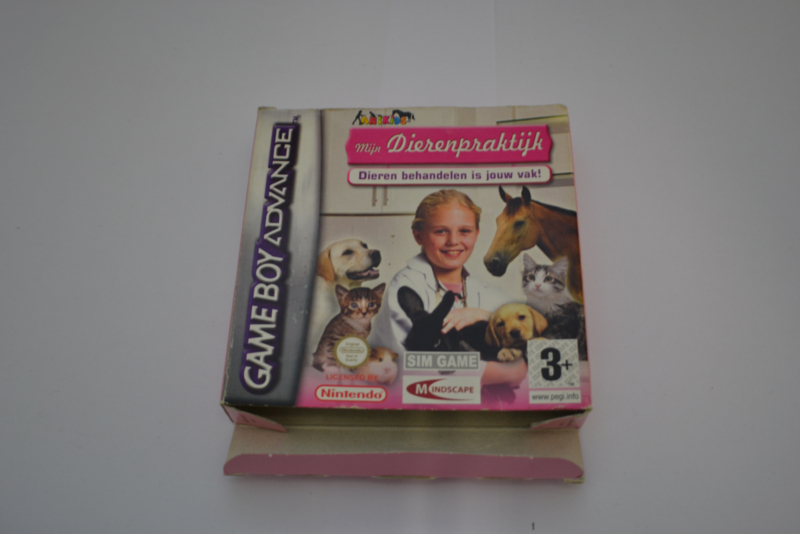 GAME BOY ADVANCE
Mijn Dierenpraktijk
Dieren behandelen is jouw vak!
SIM GAME
MINDSCAPE
LICENSED BY
Nintendo
3+
www.pegi.info